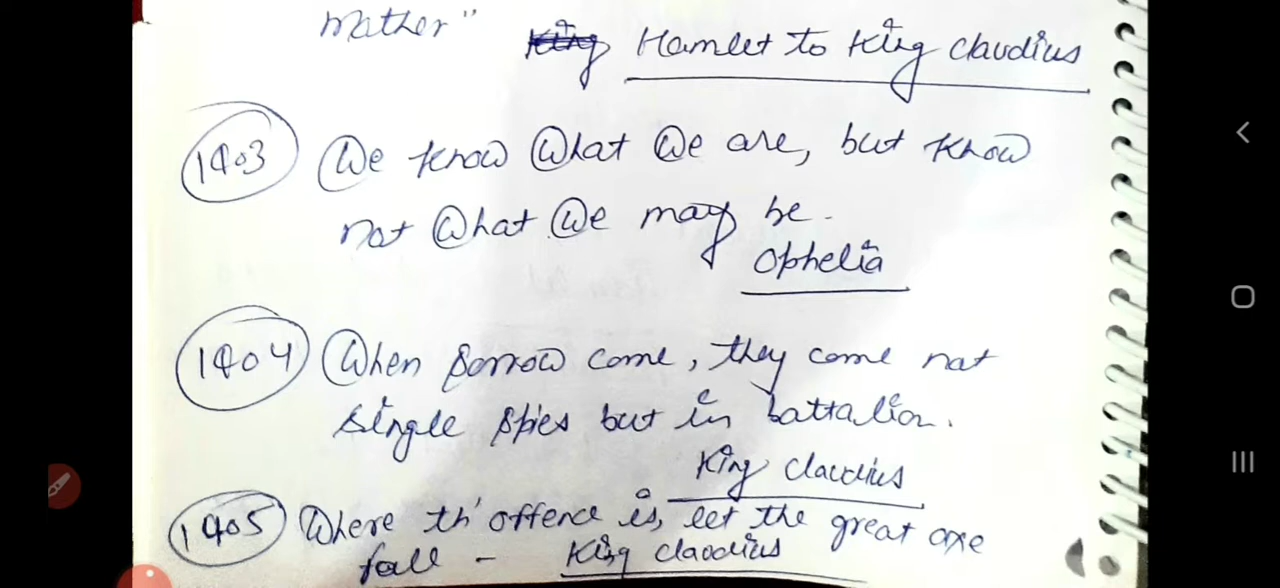 mother"
King Hamlet to King Claudius
1403 We know What We are, but know
not What We may be.
Ophelia
1404 When sorrow come, they come not
single spies but in battalion.
King Claudius
1405 Where th' offence is, let the great axe
fall - King Claudius